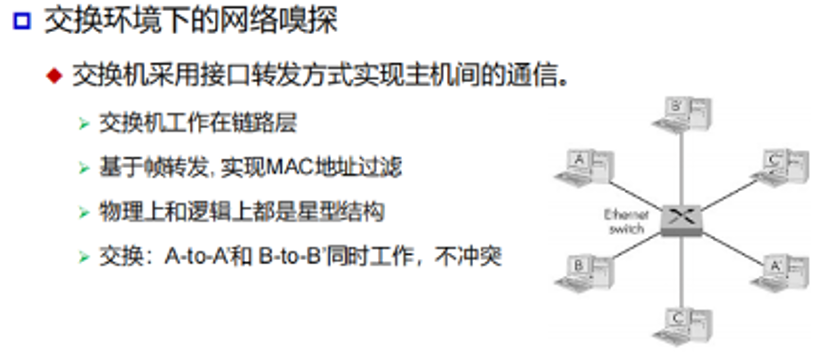 交换环境下的网络嗅探
交换机采用接口转发方式实现主机间的通信。
交换机工作在链路层
基于帧转发, 实现MAC地址过滤
物理上和逻辑上都是星型结构
交换：A-to-A'和 B-to-B'同时工作，不冲突
B'
A
C'
Ethernet
switch
B
A'
C